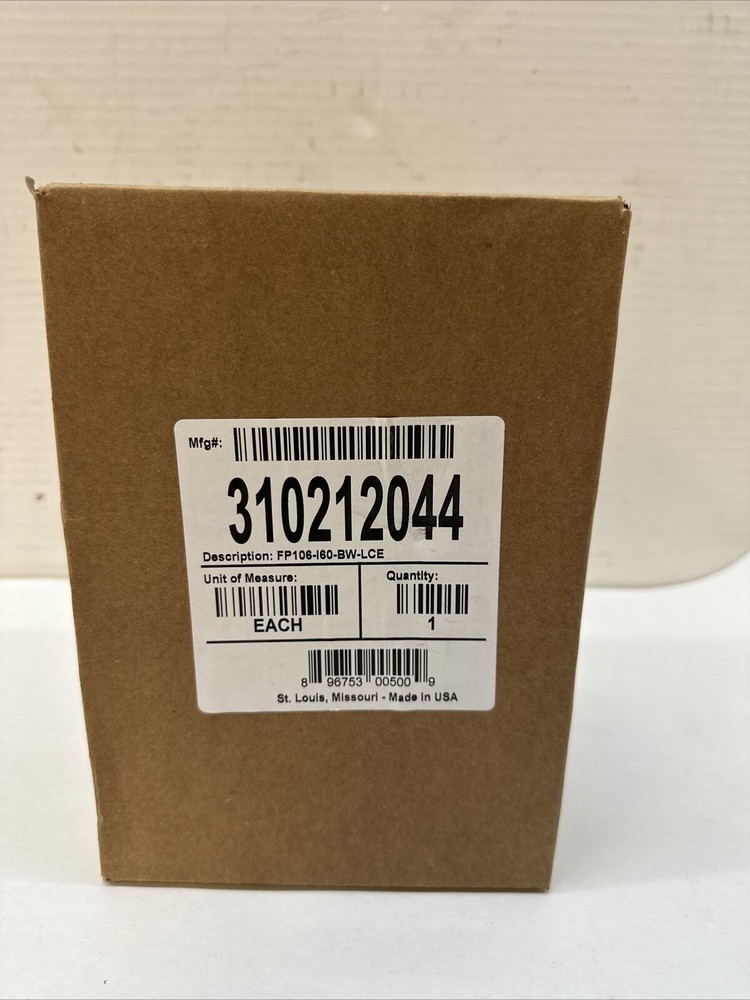 Mfg#:
310212044
Description: FP106-I60-BW-LCE
Unit of Measure:
EACH
Quantity:
1
8 96753 00500 9
St. Louis, Missouri - Made in USA